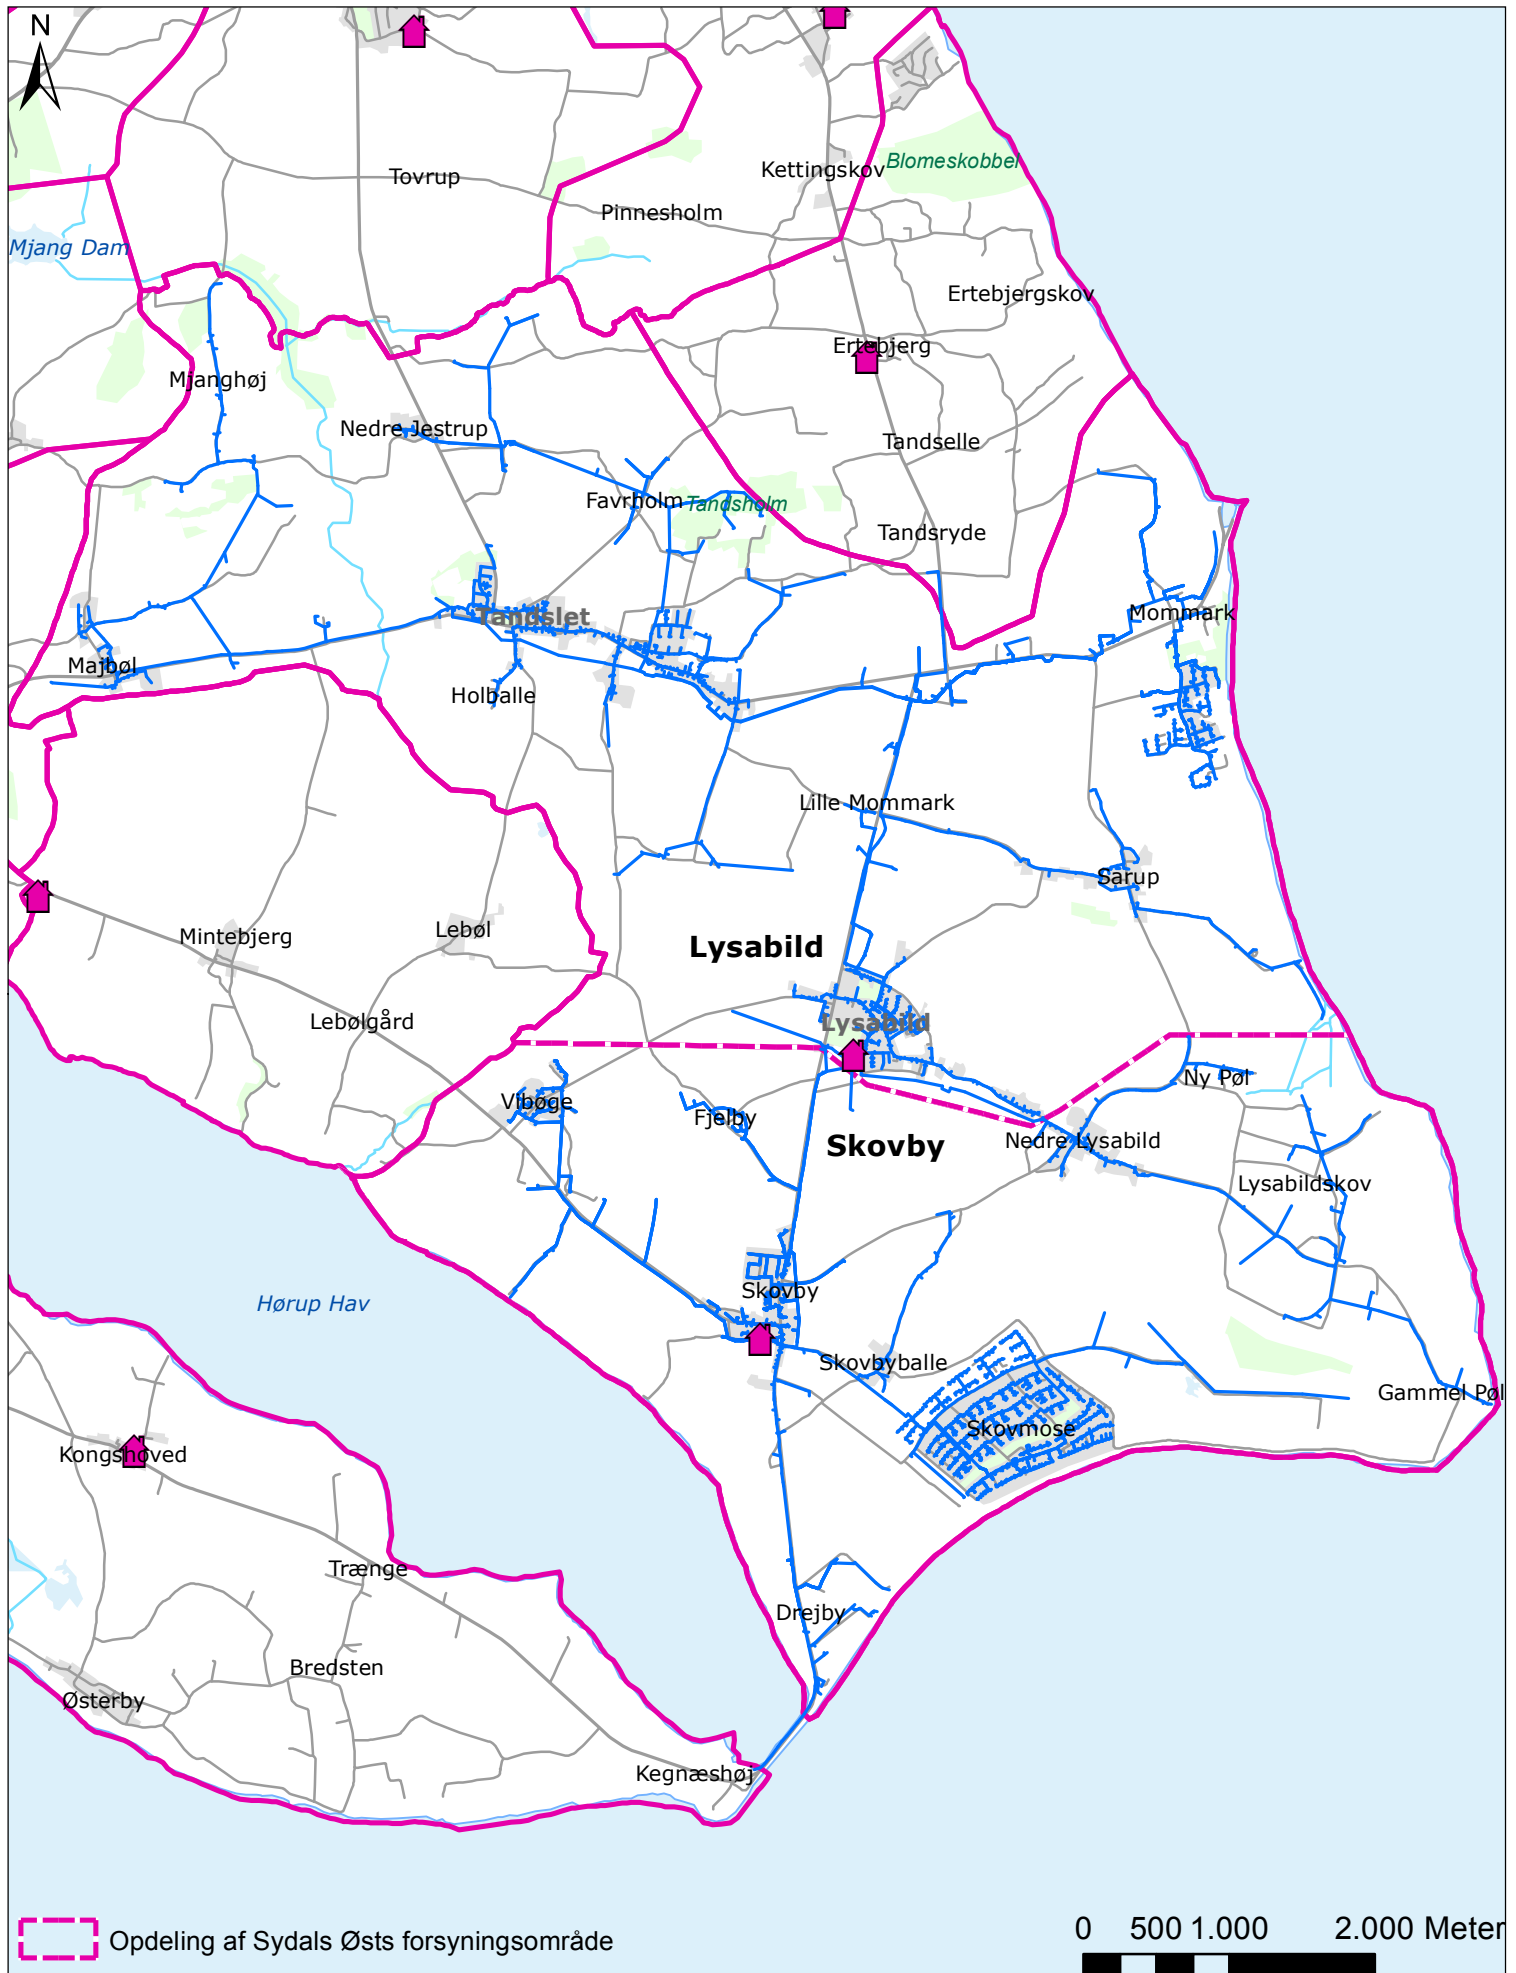 N
Tovrup
Kettingskov
Blomeskobbel
Pinnesholm
Mjang Dam
Ertebjergskov
Ertebjerg
Mjanghøj
Nedre Jestrup
Tandselle
Favrholm
Tandsholm
Tandsryde
Tandslet
Mommark
Majbøl
Holballe
Lille Mommark
Sarup
Lebøl
Mintebjerg
Lysabild
Lebølgård
Lysabild
Ny Pøl
Vibøge
Fjelby
Skovby
Nedre Lysabild
Lysabildskov
Skovby
Hørup Hav
Skovbyballe
Gammel Pøl
Skovmose
Kongshoved
Trænge
Drejby
Bredsten
Østerby
Kegnæshøj
Opdeling af Sydals Østs forsyningsområde
0 500 1.000 2.000 Meter